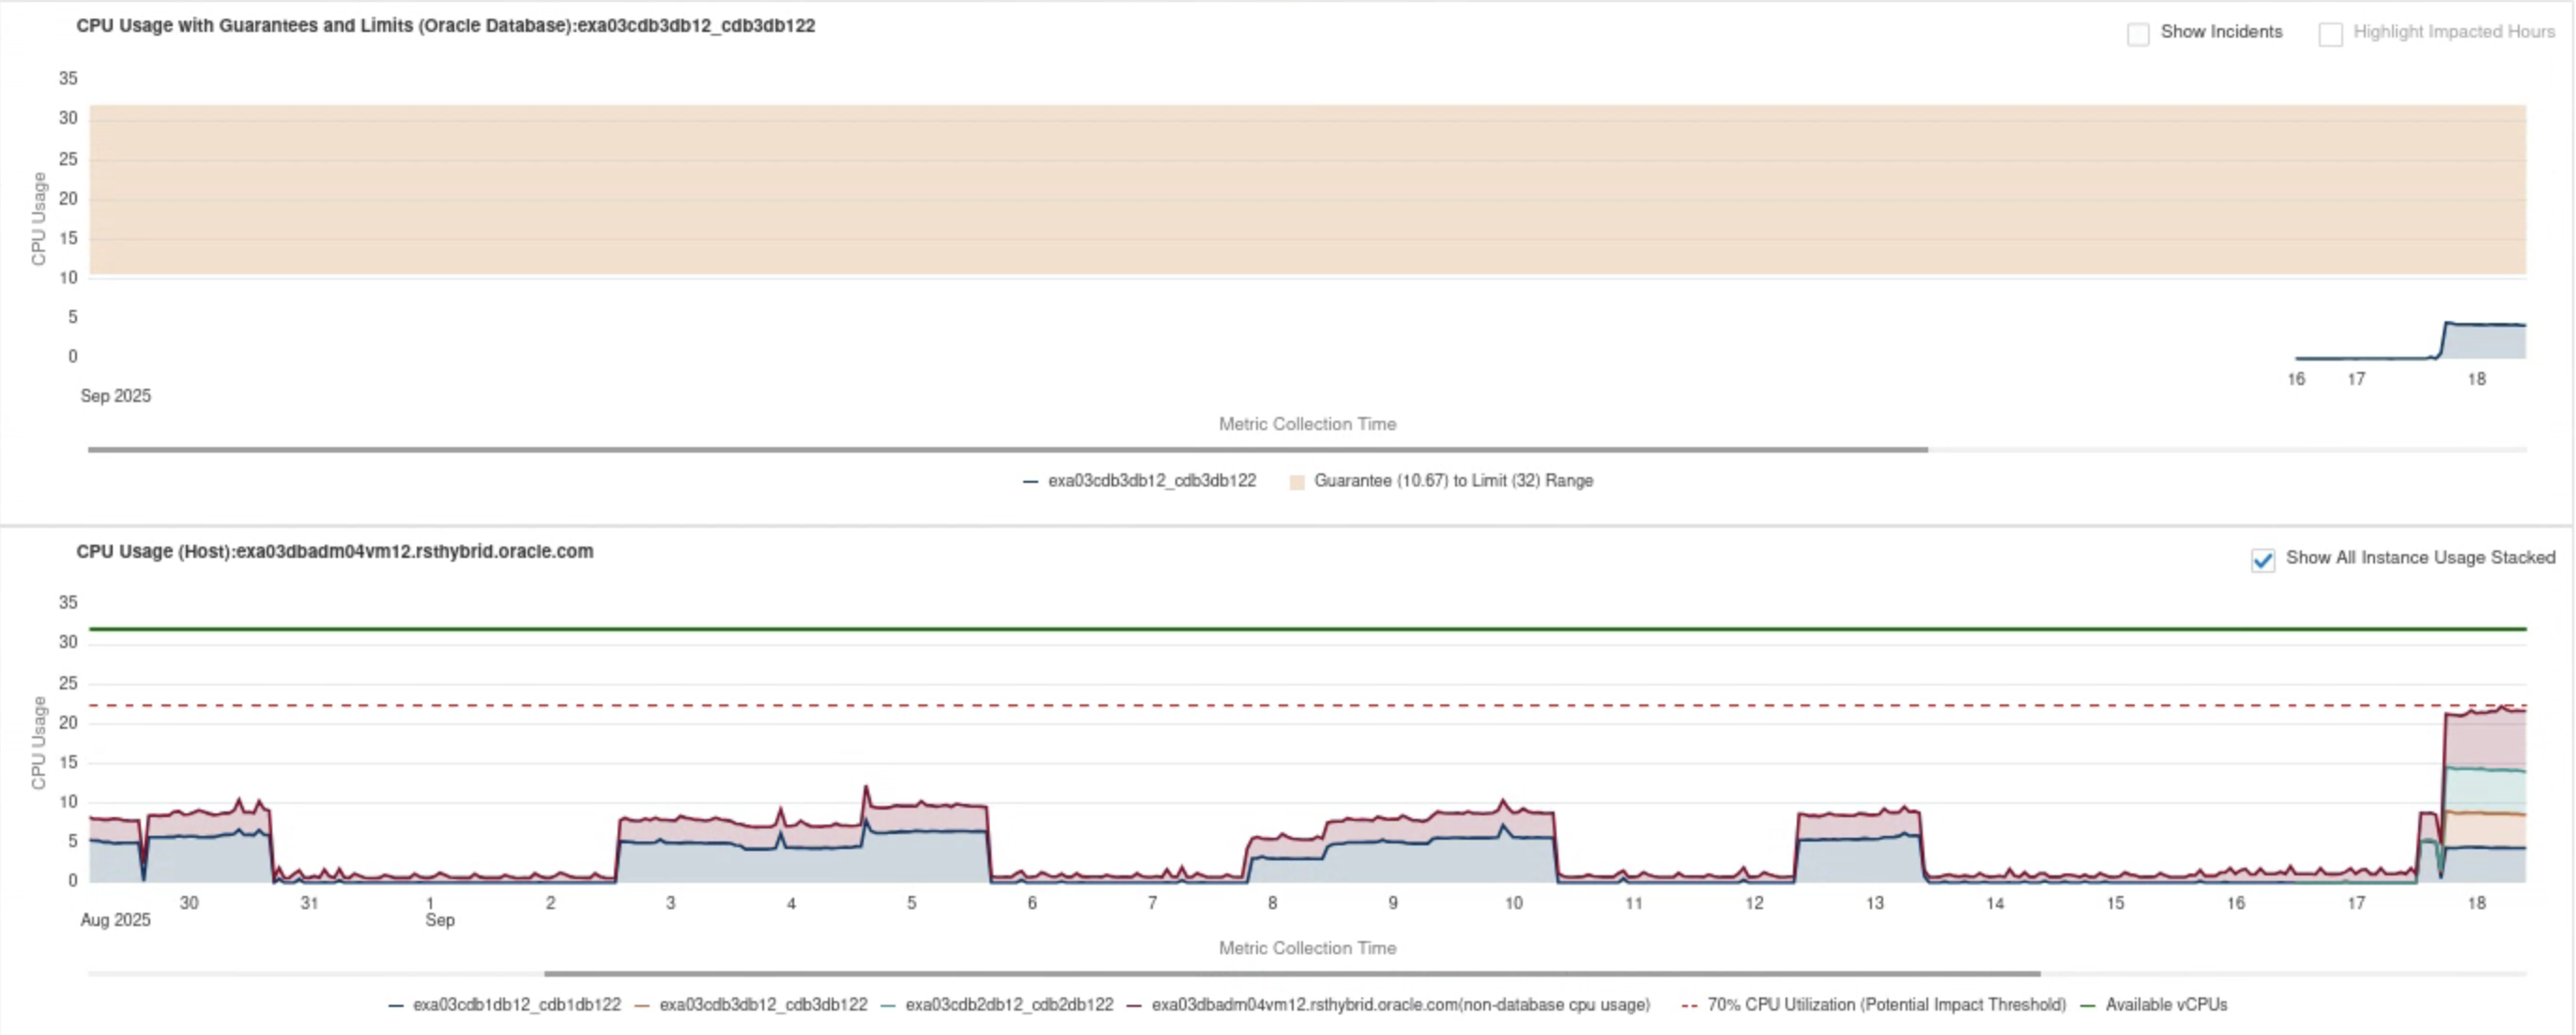 CPU Usage with Guarantees and Limits (Oracle Database):exa03cdb3db12_cdb3db122
Show Incidents
Highlight Impacted Hours
35
30
25
20
15
10
5
0
CPU Usage
16 17 18
Sep 2025
Metric Collection Time
exa03cdb3db12_cdb3db122 Guarantee (10.67) to Limit (32) Range
CPU Usage (Host):exa03dbadm04vm12.rsthybrid.oracle.com
Show All Instance Usage Stacked
35
30
25
20
15
10
5
0
CPU Usage
30 31 1 2 3 4 5 6 7 8 9 10 11 12 13 14 15 16 17 18
Aug 2025 Sep
Metric Collection Time
exa03cdb1db12_cdb1db122 exa03cdb3db12_cdb3db122 exa03cdb2db12_cdb2db122 exa03dbadm04vm12.rsthybrid.oracle.com(non-database cpu usage) 70% CPU Utilization (Potential Impact Threshold) Available vCPUs